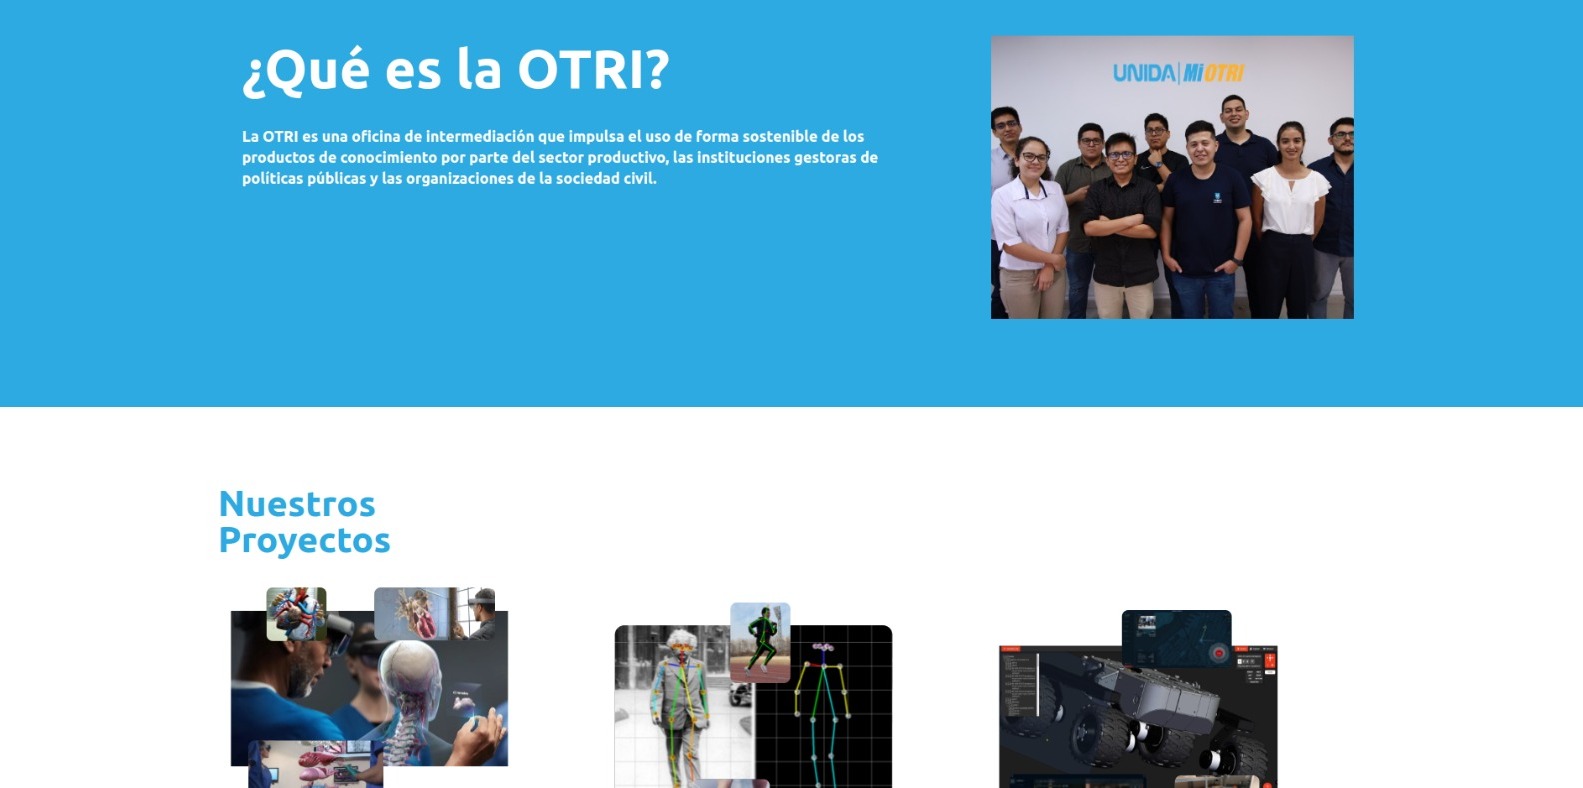 ¿Qué es la OTRI?
La OTRI es una oficina de intermediación que impulsa el uso de forma sostenible de los
productos de conocimiento por parte del sector productivo, las instituciones gestoras de
políticas públicas y las organizaciones de la sociedad civil.
UNIDA | Mi OTRI
Nuestros
Proyectos